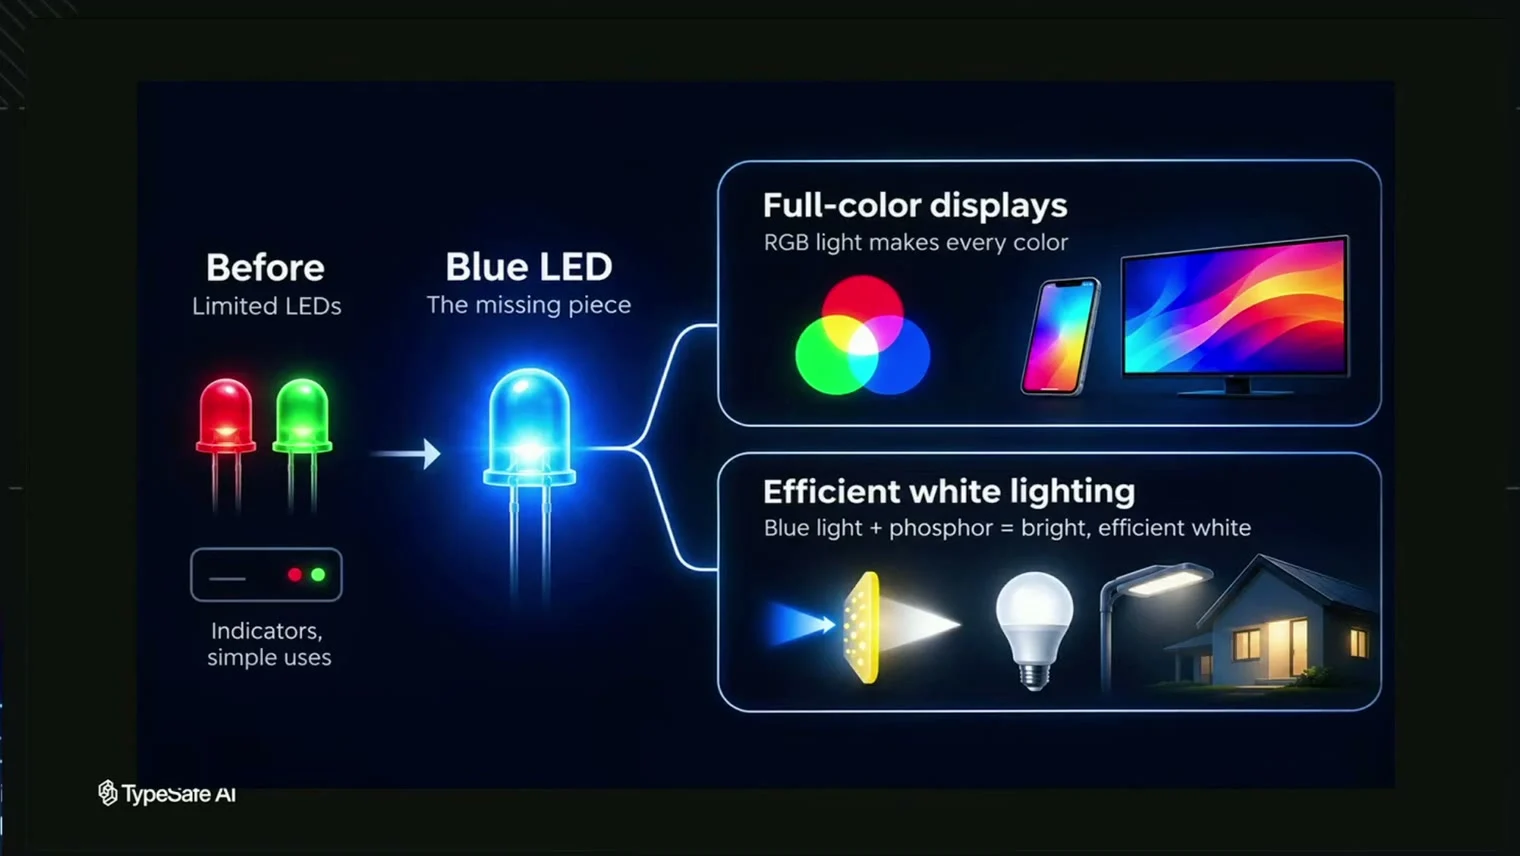 Before
Limited LEDs
Indicators,
simple uses
Blue LED
The missing piece
Full-color displays
RGB light makes every color
Efficient white lighting
Blue light + phosphor = bright, efficient white
TypeSafe AI